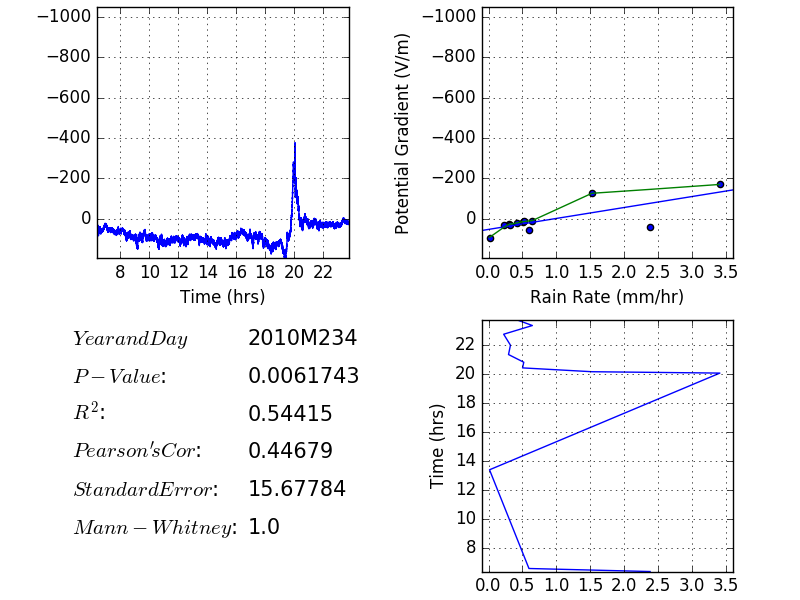 −1000
−800
−600
−400
−200
0
8 10 12 14 16 18 20 22
Time (hrs)
Potential Gradient (V/m)
−1000
−800
−600
−400
−200
0
0.0 0.5 1.0 1.5 2.0 2.5 3.0 3.5
Rain Rate (mm/hr)
YearandDay 2010M234
P−Value: 0.0061743
R²: 0.54415
Pearson'sCor: 0.44679
StandardError: 15.67784
Mann−Whitney: 1.0
Time (hrs)
22
20
18
16
14
12
10
8
0.0 0.5 1.0 1.5 2.0 2.5 3.0 3.5